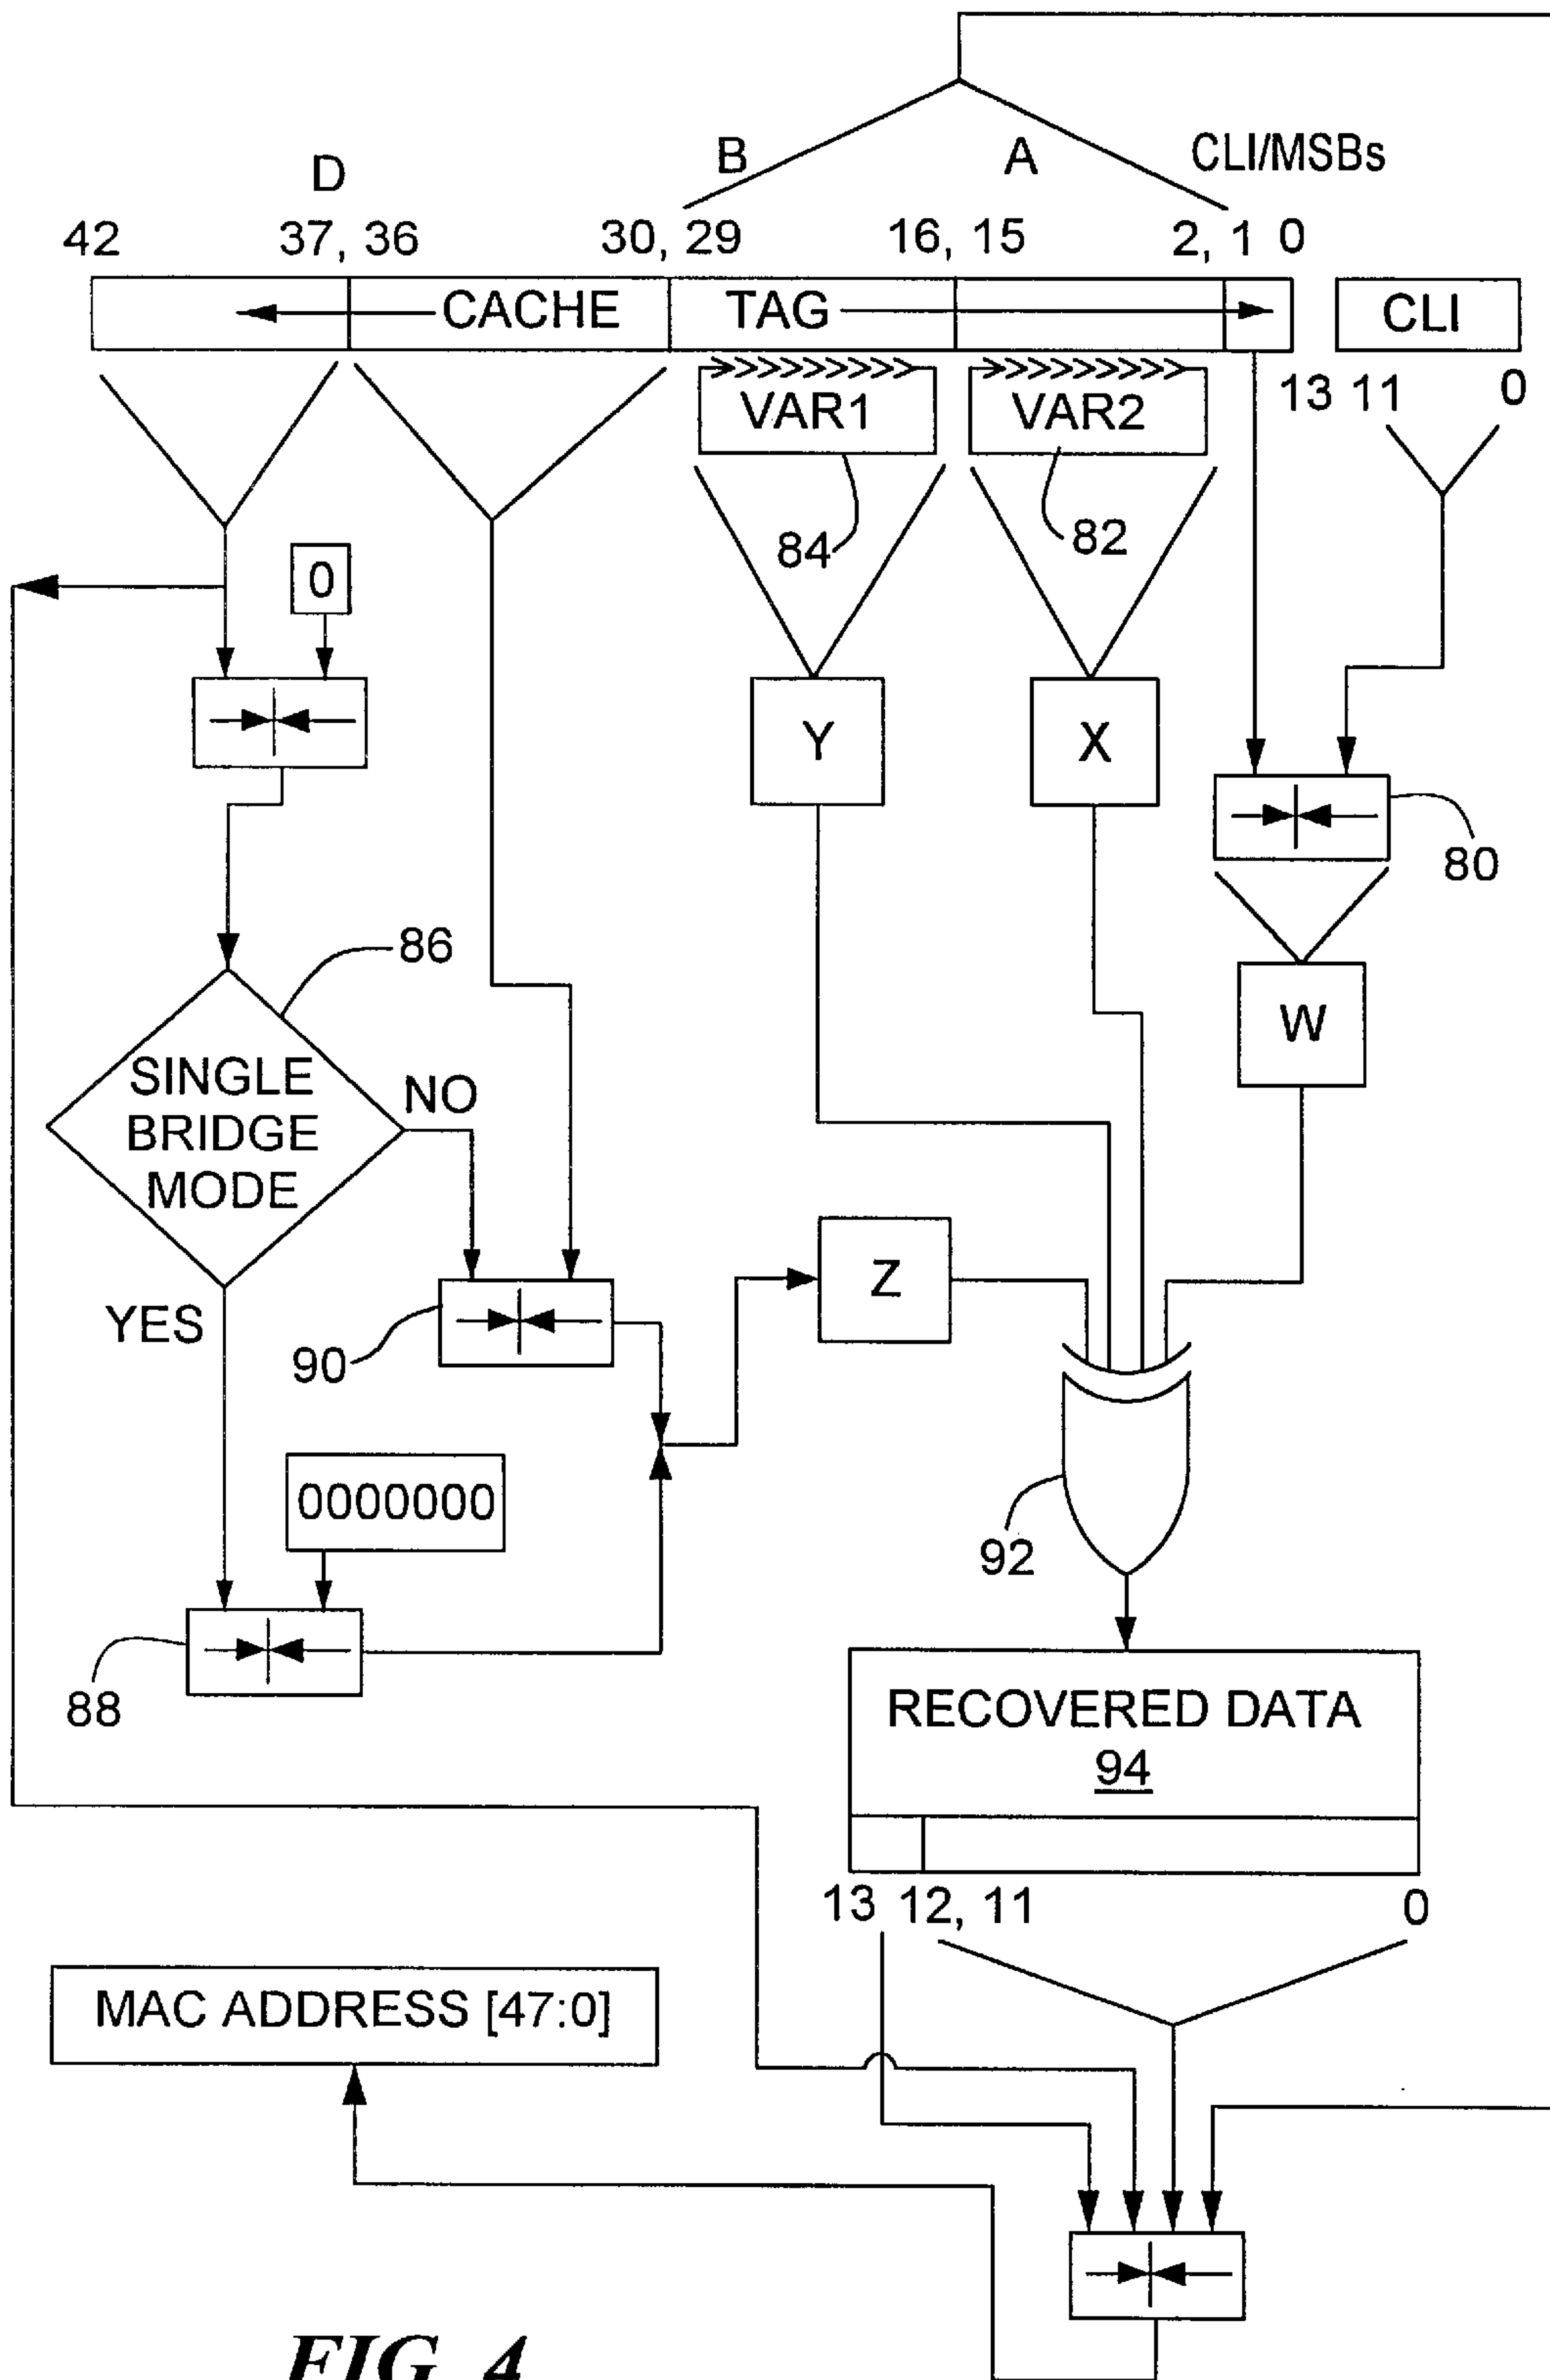 D
B
A
CLI/MSBs
42
37, 36
30, 29
16, 15
2, 1 0
CACHE
TAG
CLI
13 11
0
VAR1
VAR2
84
82
0
Y
X
80
86
W
SINGLE
BRIDGE
MODE
NO
YES
Z
90
0000000
92
88
RECOVERED DATA
94
13 12, 11
0
MAC ADDRESS [47:0]
FIG. 4